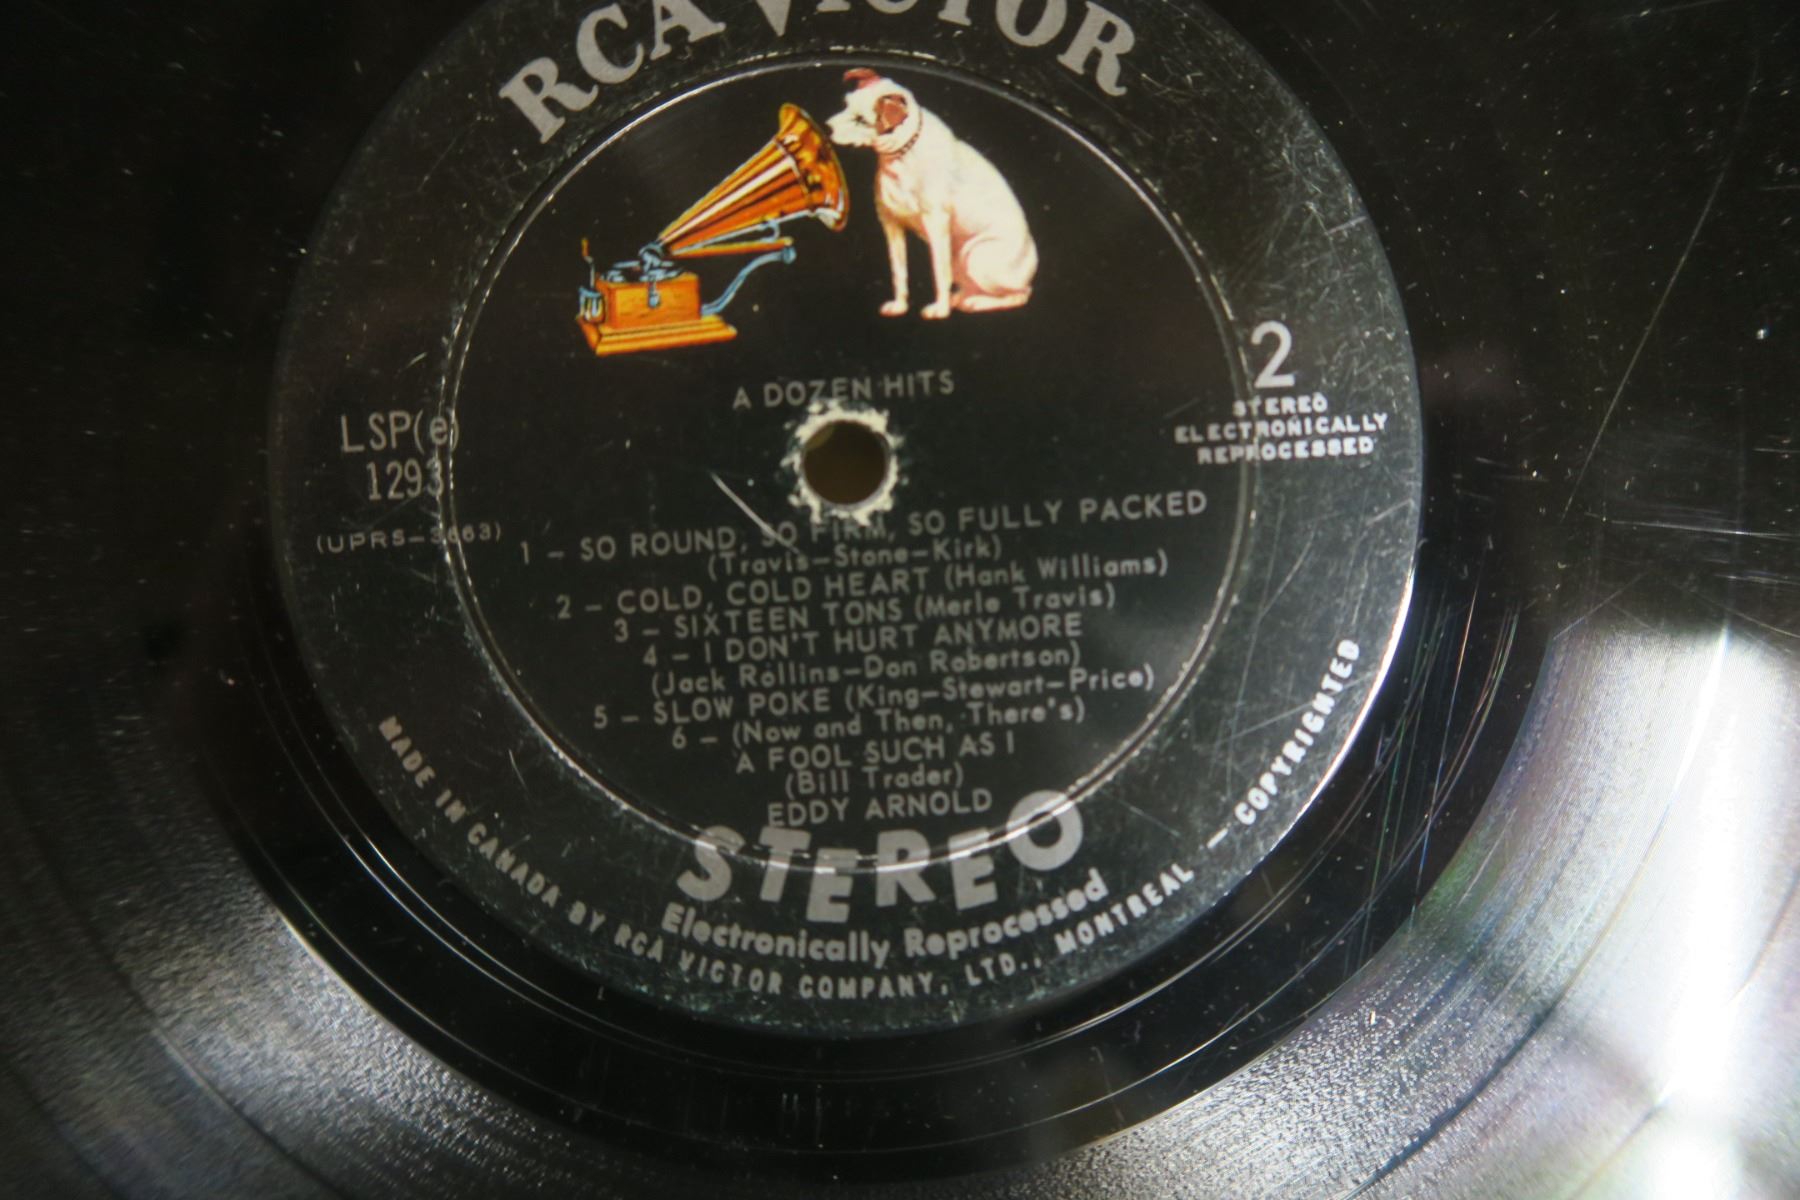 RCA VICTOR
A DOZEN HITS
LSP(e)
1293
(UPRS-3663)
2
STEREO
ELECTRONICALLY
REPROCESSED
1 - SO ROUND, SO FIRM, SO FULLY PACKED
(Travis-Stone-Kirk)
2 - COLD, COLD HEART (Hank Williams)
3 - SIXTEEN TONS (Merle Travis)
4 - I DON'T HURT ANYMORE
(Jack Rollins-Don Robertson)
5 - SLOW POKE (King-Stewart-Price)
6 - (Now and Then, There's)
A FOOL SUCH AS I
(Bill Trader)
EDDY ARNOLD
STEREO
Electronically Reprocessed
MADE IN CANADA BY RCA VICTOR COMPANY, LTD., MONTREAL - COPYRIGHTED